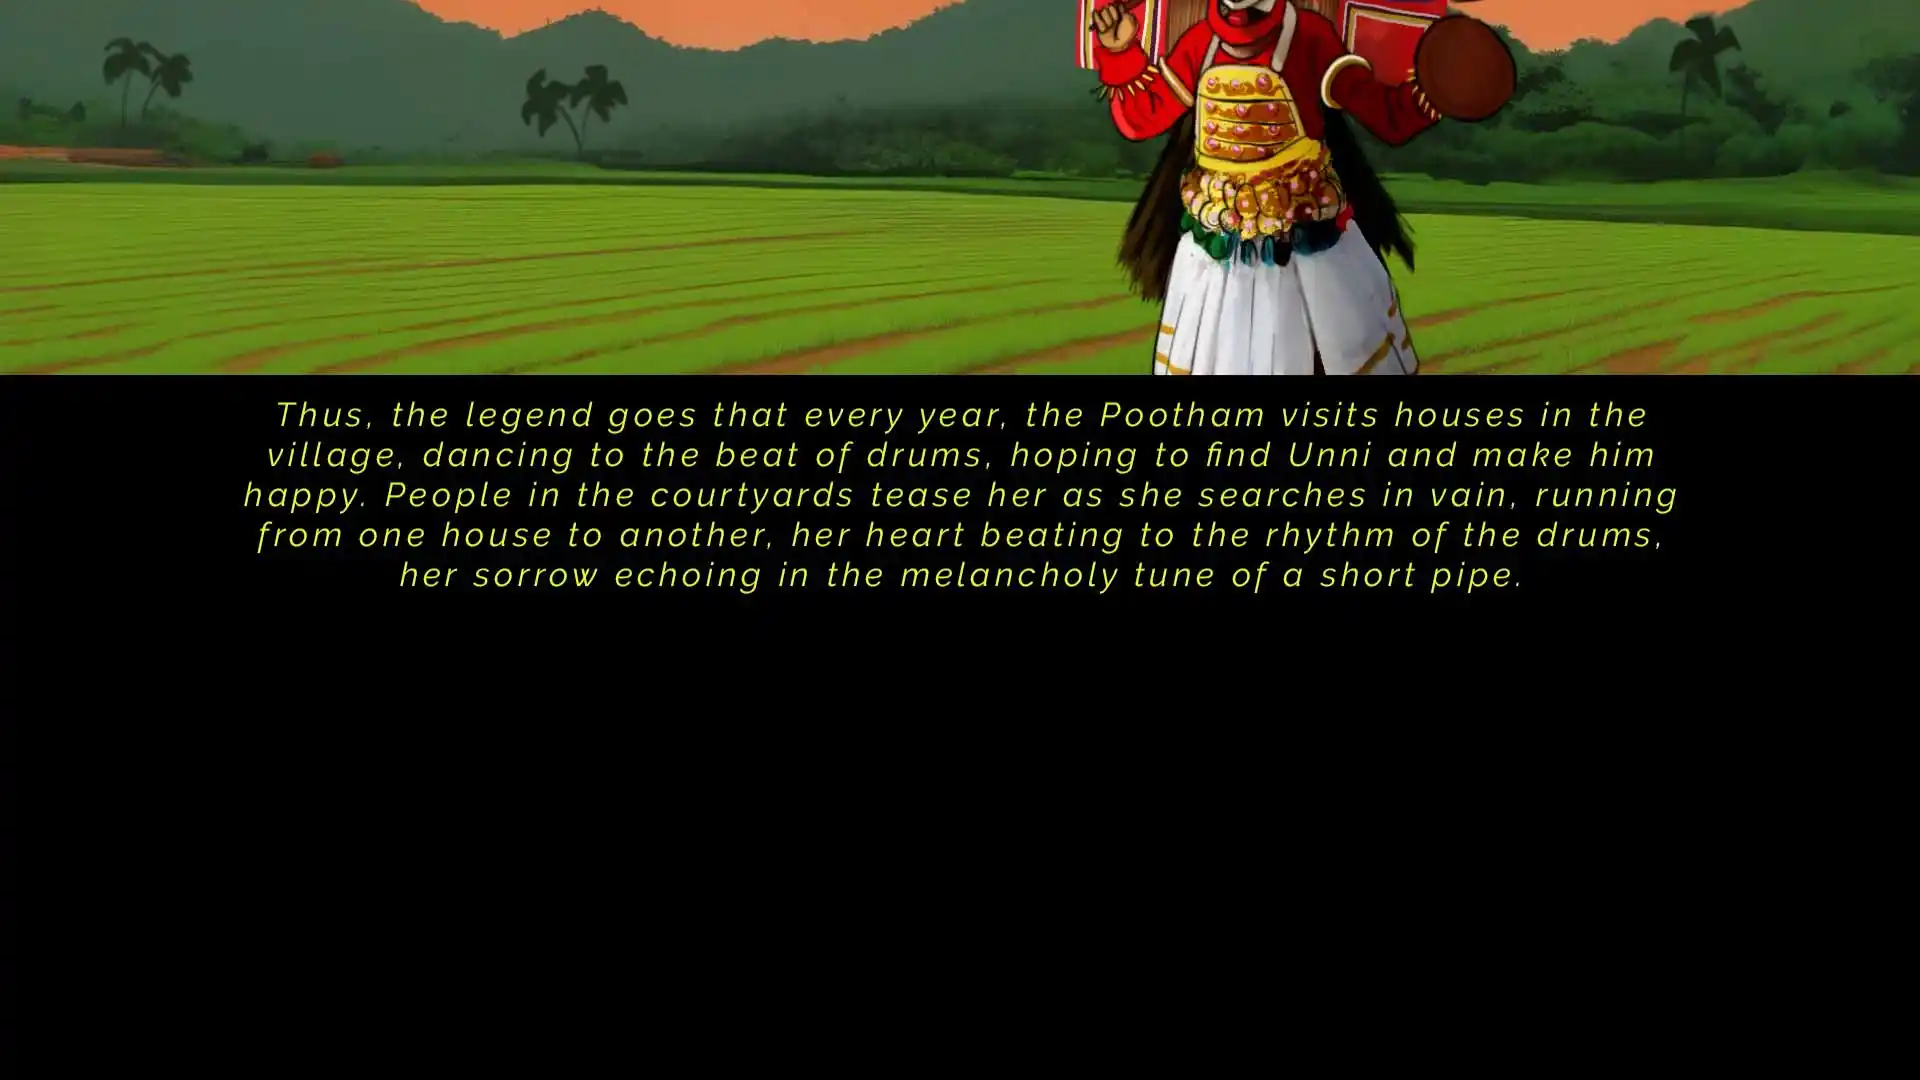 Thus, the legend goes that every year, the Pootham visits houses in the
village, dancing to the beat of drums, hoping to find Unni and make him
happy. People in the courtyards tease her as she searches in vain, running
from one house to another, her heart beating to the rhythm of the drums,
her sorrow echoing in the melancholy tune of a short pipe.